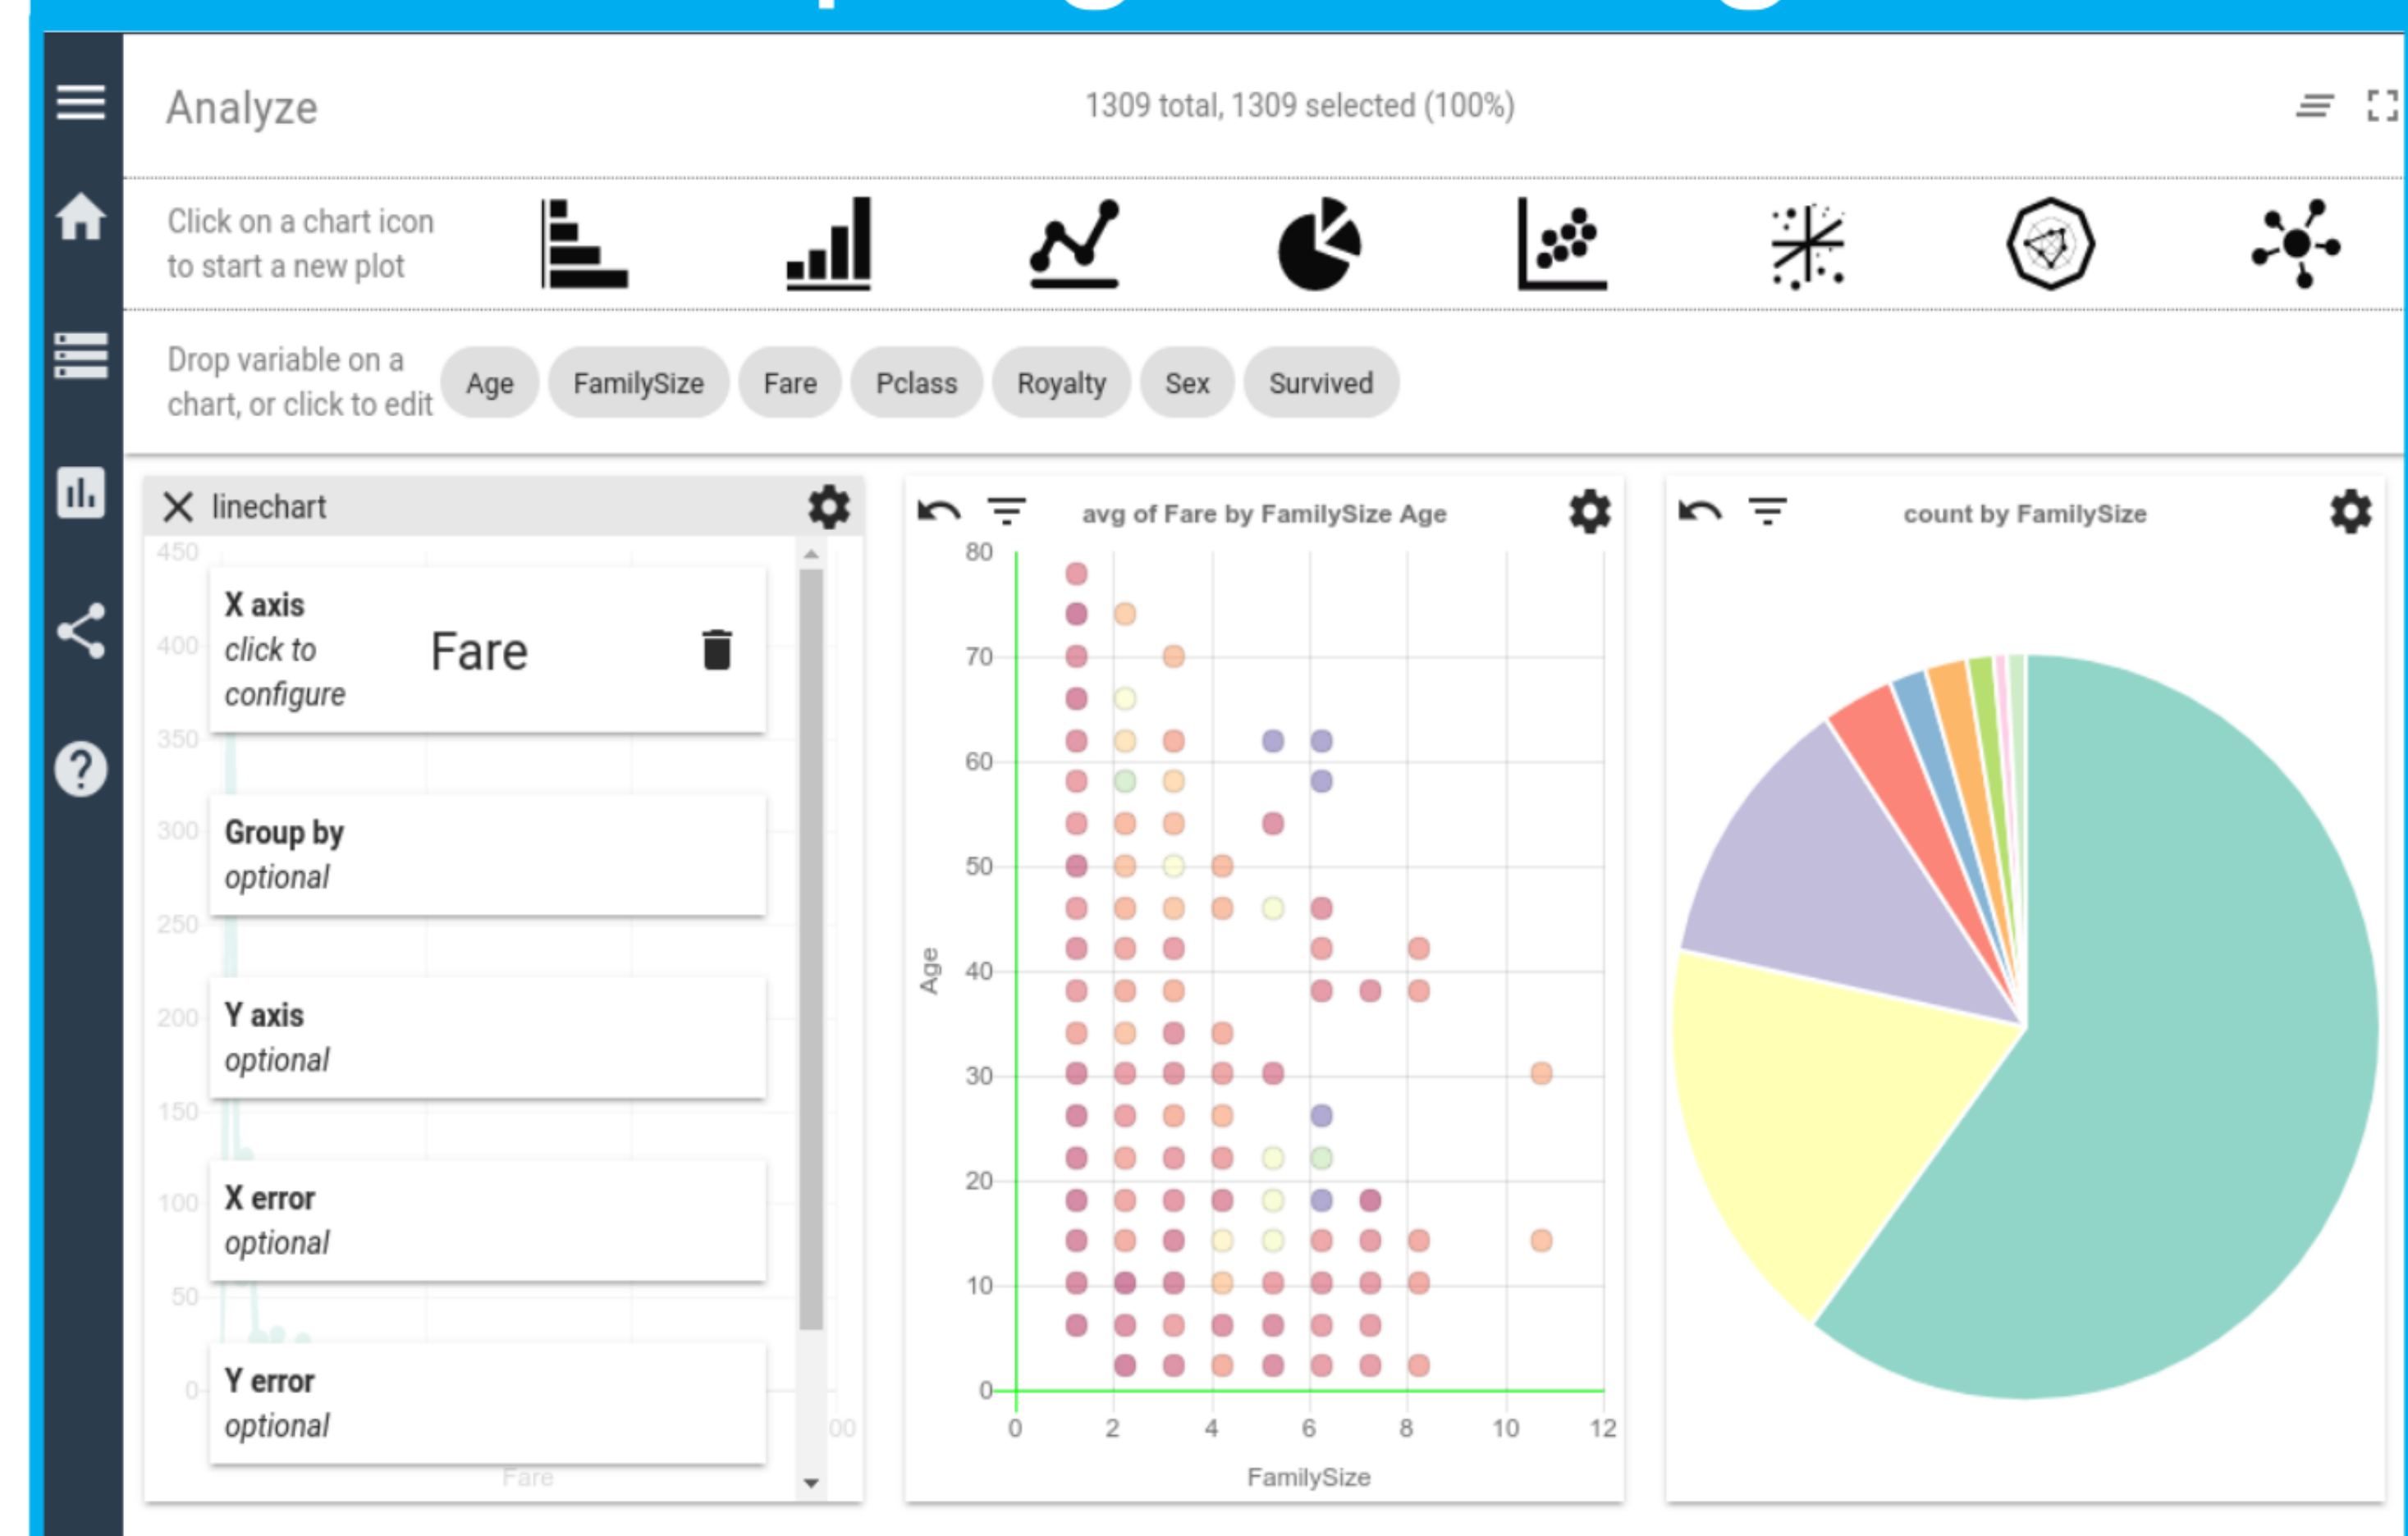 Analyze
1309 total, 1309 selected (100%)
Click on a chart icon
to start a new plot
Drop variable on a
chart, or click to edit
Age
FamilySize
Fare
Pclass
Royalty
Sex
Survived
linechart
450
400
350
300
250
200
150
100
50
0
X axis
click to
configure
Fare
Group by
optional
Y axis
optional
X error
optional
Y error
optional
00
Fare
avg of Fare by FamilySize Age
80
70
60
50
40
30
20
10
0
Age
0 2 4 6 8 10 12
FamilySize
count by FamilySize